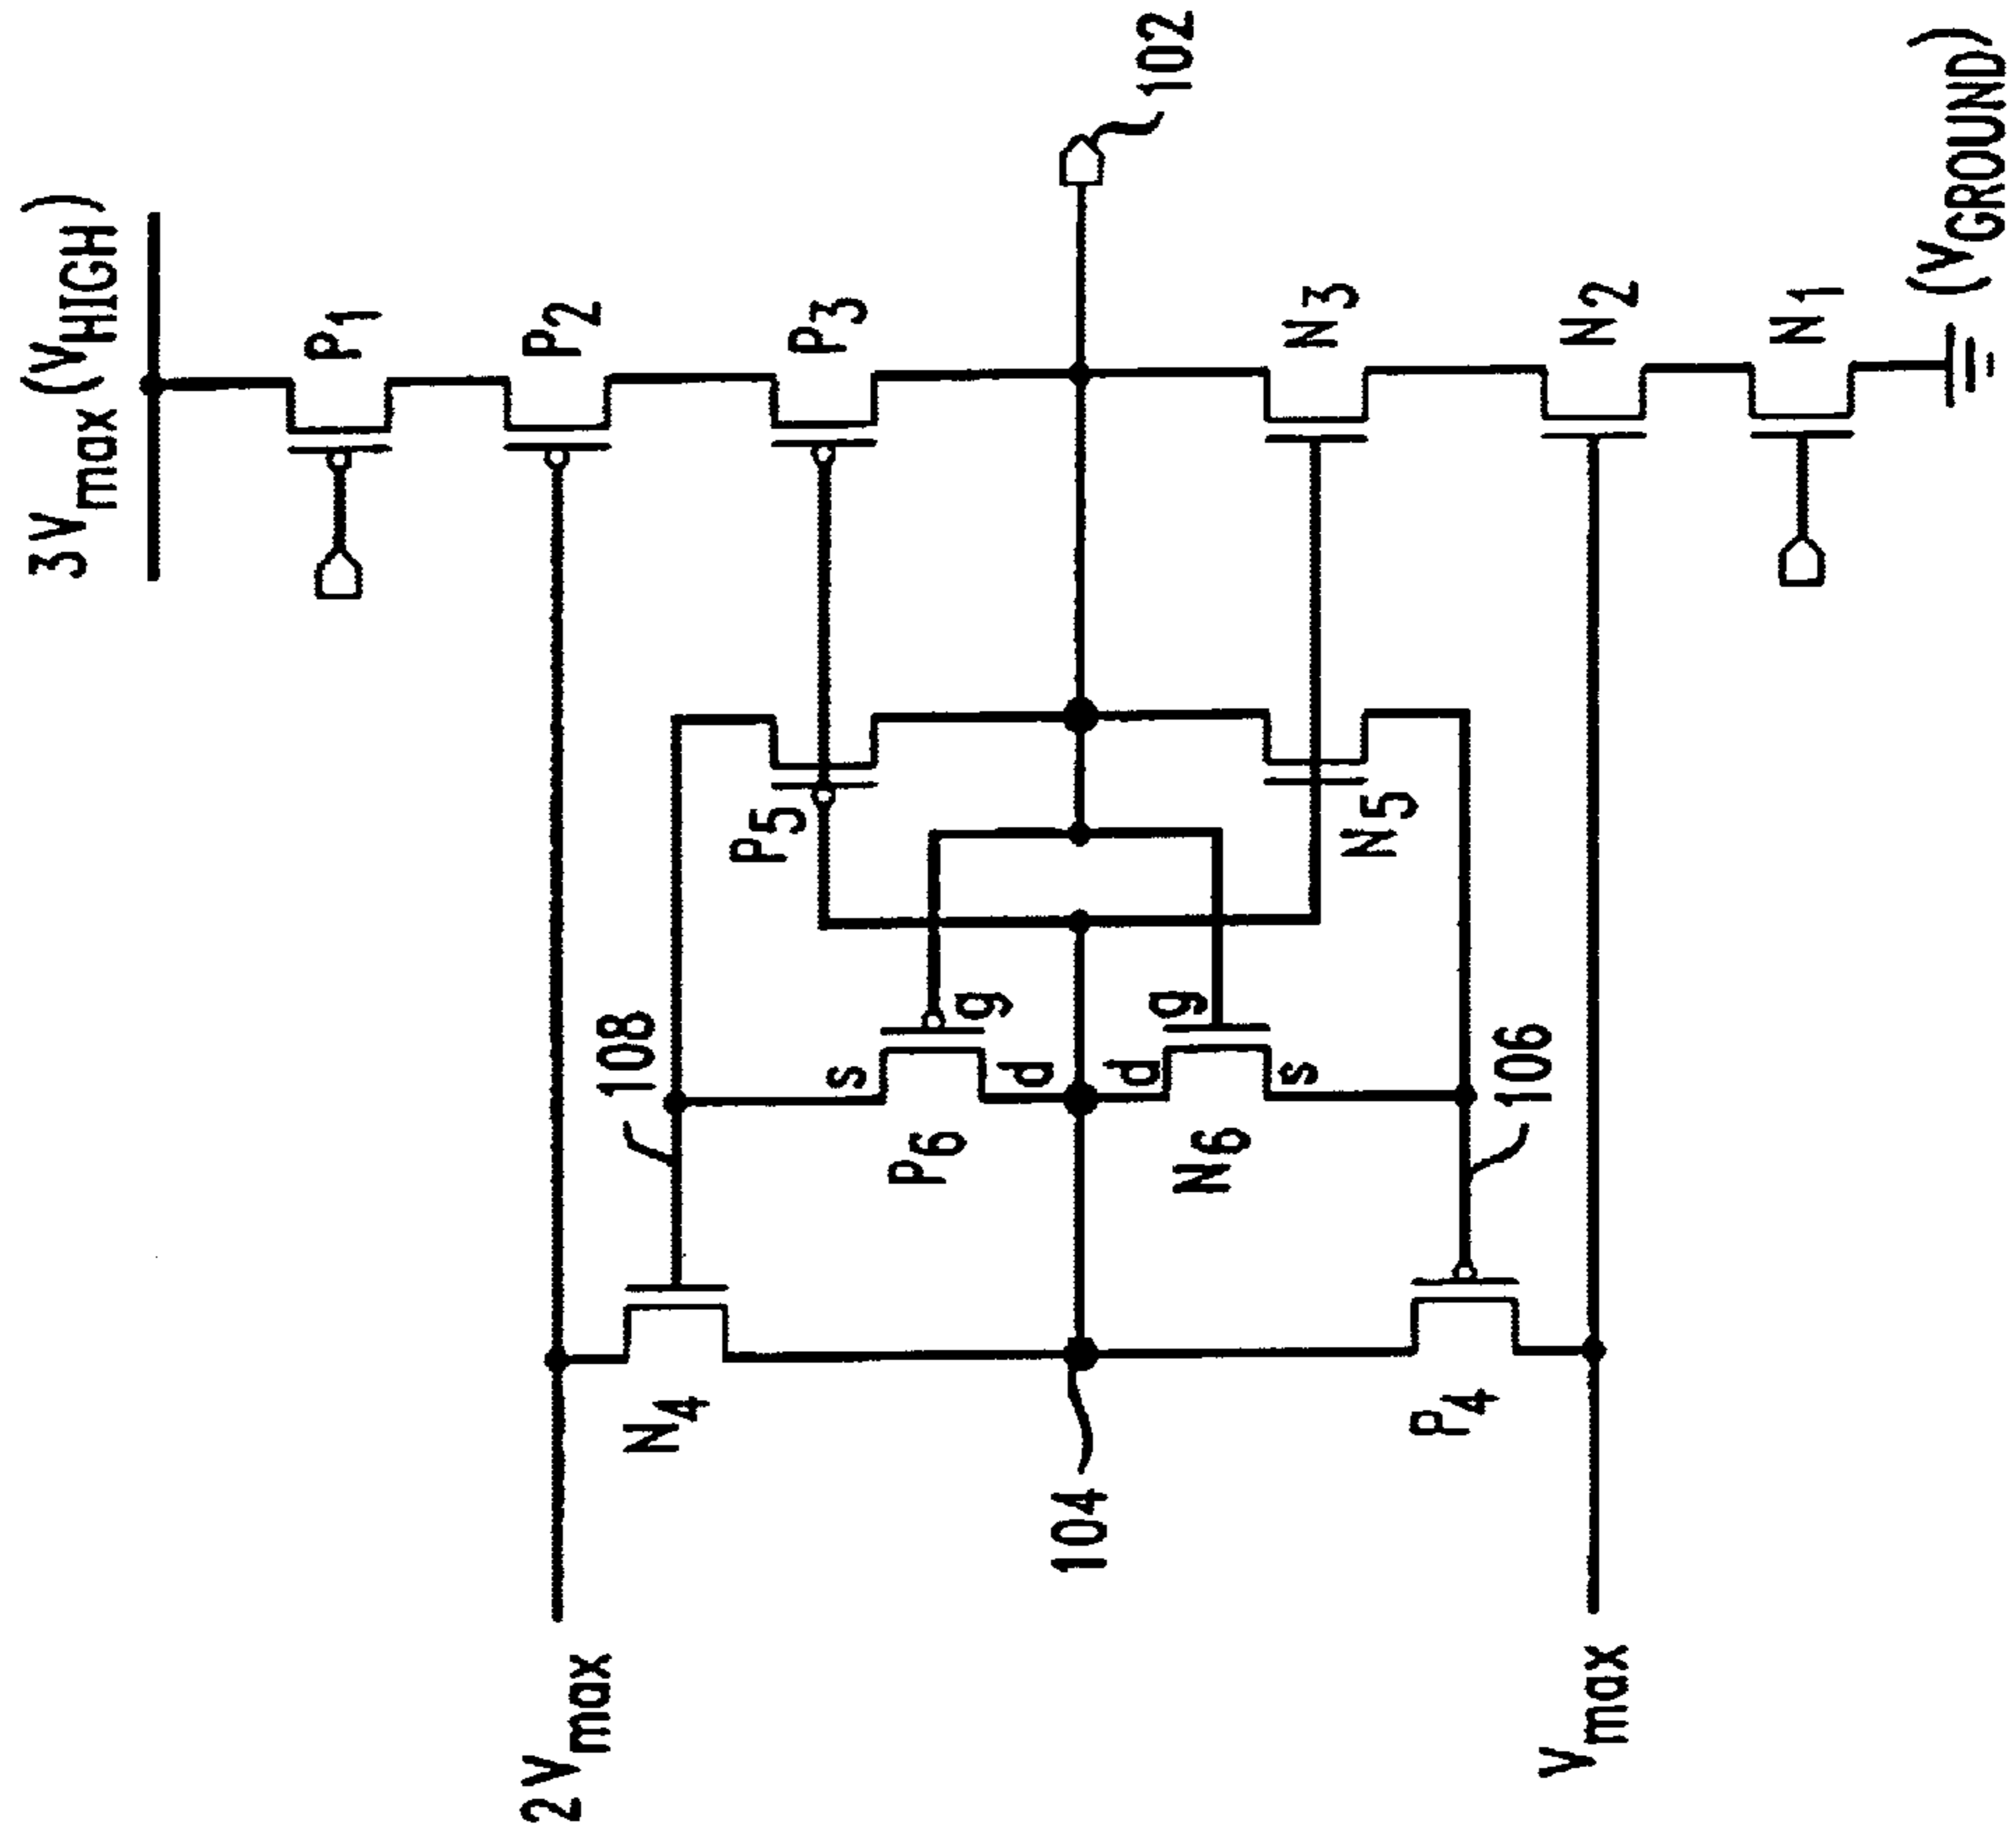 3Vmax (VHIGH)
P1
P2
P3
102
N3
N2
N1
(VGROUND)
P5
N5
108
s
g
d
P6
g
d
s
N6
106
N4
104
P4
2Vmax
Vmax